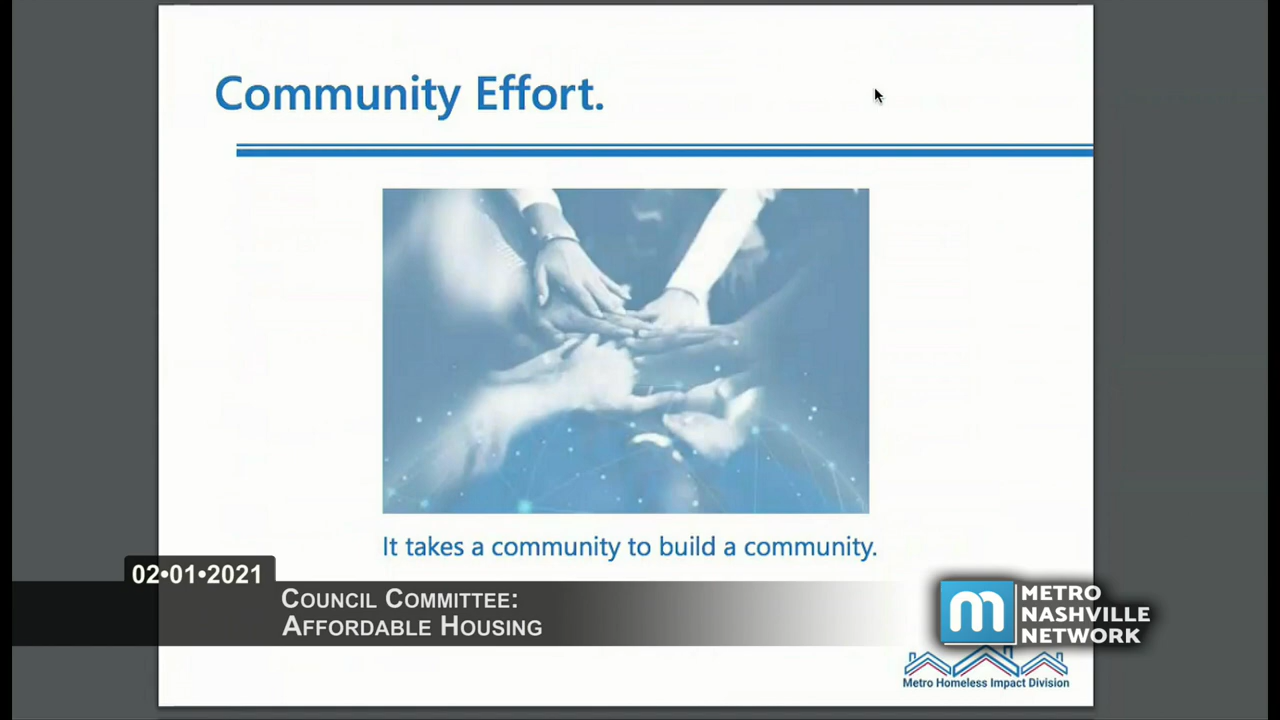 Community Effort.
It takes a community to build a community.
02•01•2021
COUNCIL COMMITTEE:
AFFORDABLE HOUSING
m
METRO
NASHVILLE
NETWORK
Metro Homeless Impact Division